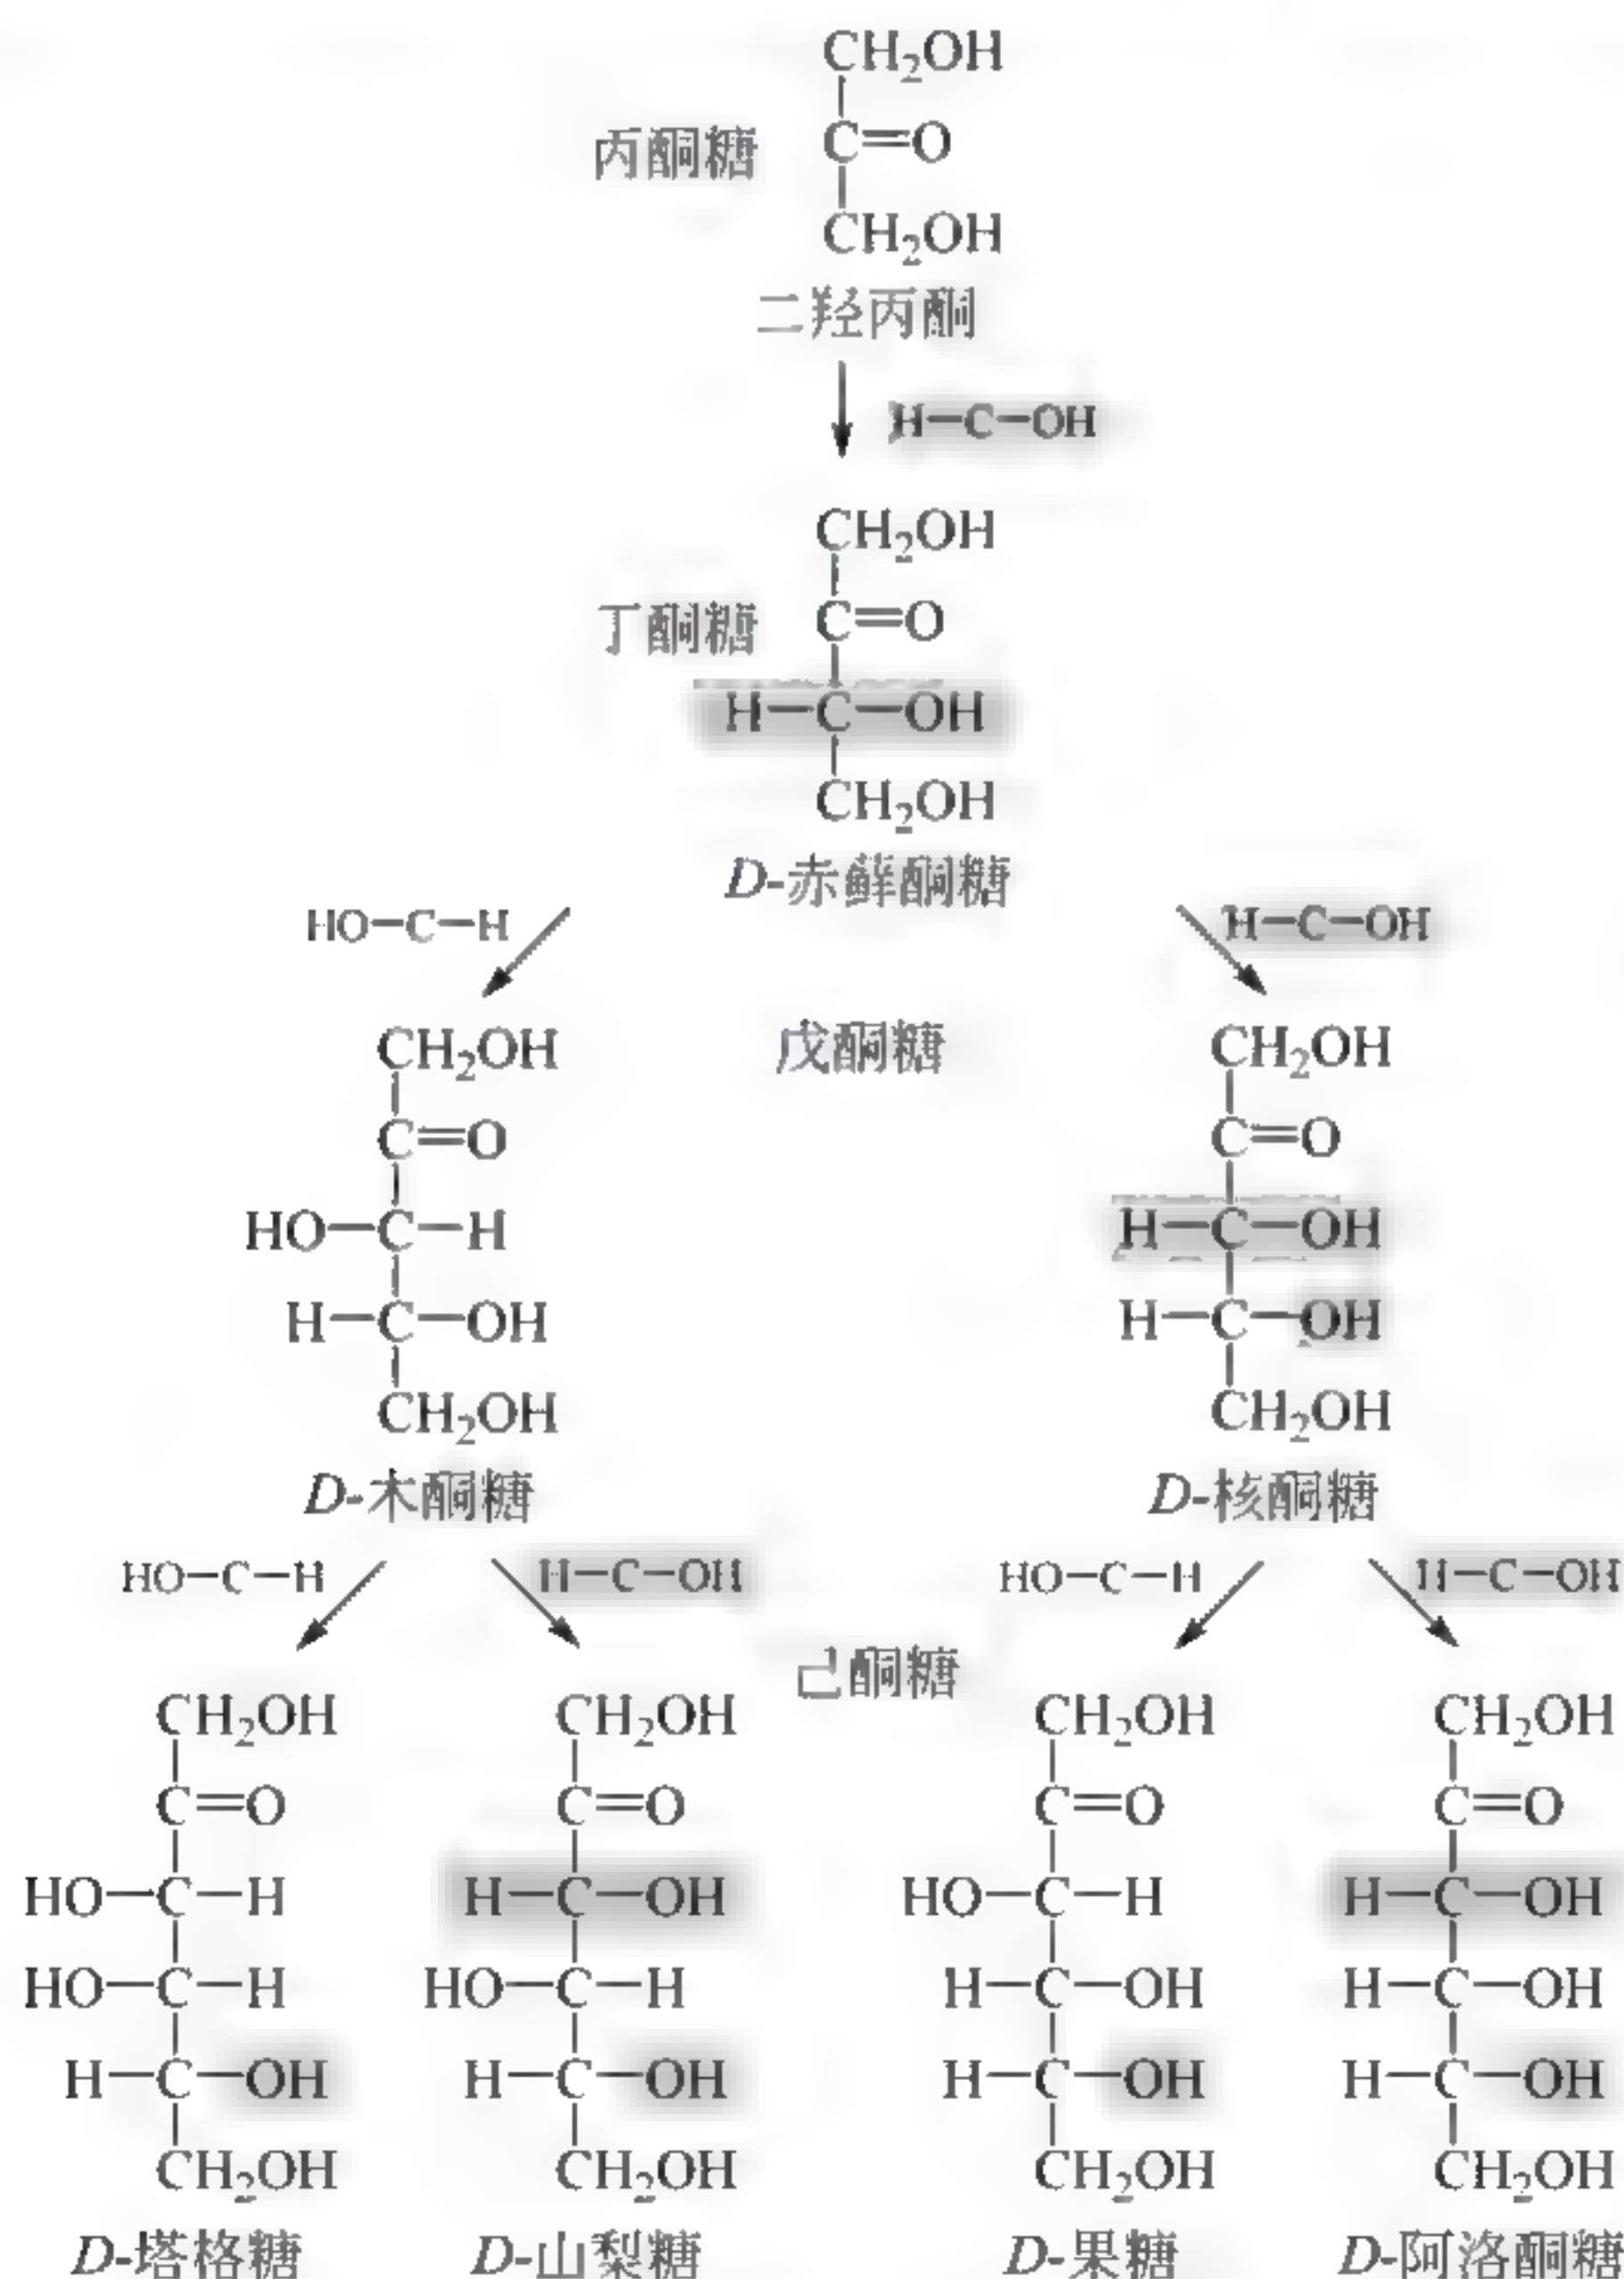 CH₂OH
丙酮糖 C=O
CH₂OH
二羟丙酮
H-C-OH
CH₂OH
丁酮糖 C=O
H-C-OH
CH₂OH
D-赤藓酮糖
HO-C-H H-C-OH
戊酮糖
CH₂OH CH₂OH
C=O C=O
HO-C-H H-C-OH
H-C-OH H-C-OH
CH₂OH CH₂OH
D-木酮糖 D-核酮糖
HO-C-H H-C-OH HO-C-H H-C-OH
己酮糖
CH₂OH CH₂OH CH₂OH CH₂OH
C=O C=O C=O C=O
HO-C-H H-C-OH HO-C-H H-C-OH
HO-C-H HO-C-H H-C-OH H-C-OH
H-C-OH H-C-OH H-C-OH H-C-OH
CH₂OH CH₂OH CH₂OH CH₂OH
D-塔格糖 D-山梨糖 D-果糖 D-阿洛酮糖